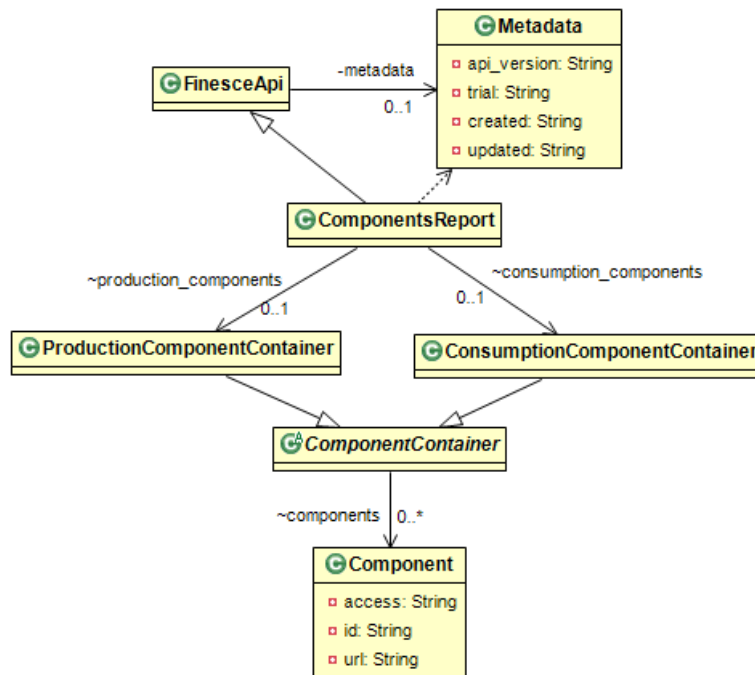 Metadata
api_version: String
trial: String
created: String
updated: String
FinesceApi
-metadata
0..1
ComponentsReport
~production_components
0..1
~consumption_components
0..1
ProductionComponentContainer
ConsumptionComponentContainer
ComponentContainer
~components
0..*
Component
access: String
id: String
url: String